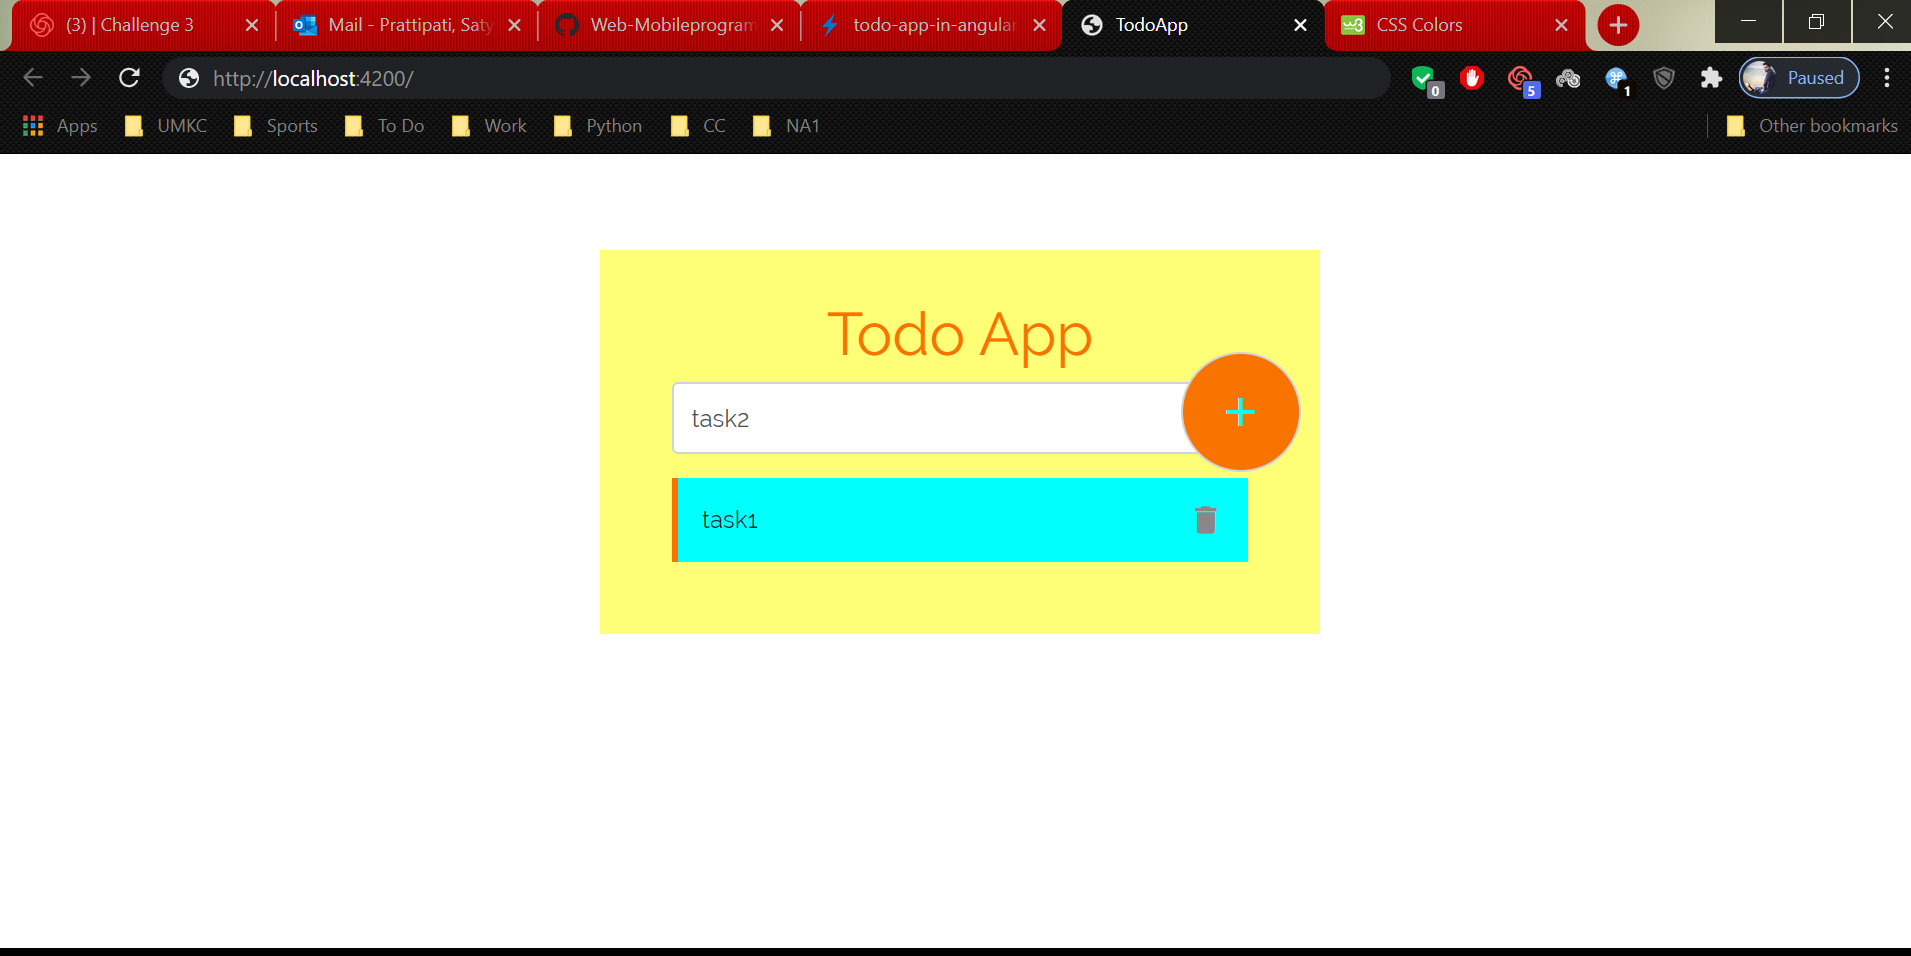 (3) | Challenge 3
Mail - Prattipati, Saty
Web-Mobileprogram
todo-app-in-angular
TodoApp
CSS Colors
http://localhost:4200/
0
5
1
Paused
Apps
UMKC
Sports
To Do
Work
Python
CC
NA1
Other bookmarks
Todo App
task2
+
task1